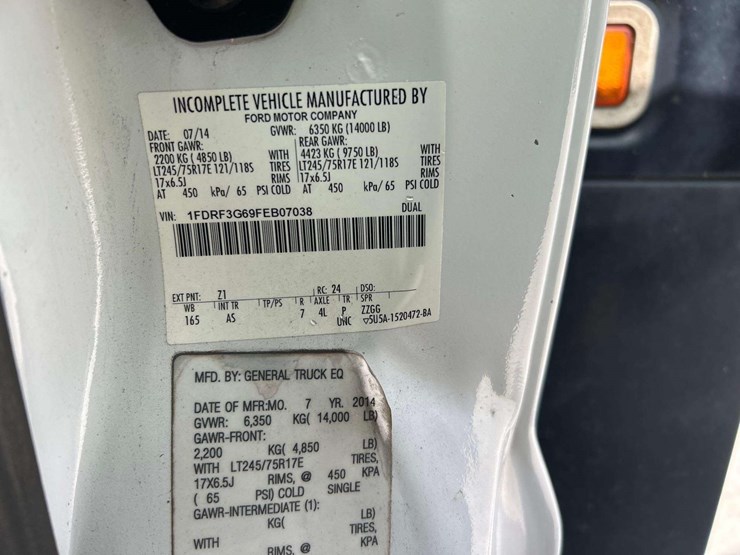 INCOMPLETE VEHICLE MANUFACTURED BY
FORD MOTOR COMPANY
DATE: 07/14 GVWR: 6350 KG (14000 LB)
FRONT GAWR: REAR GAWR:
2200 KG ( 4850 LB) WITH 4423 KG ( 9750 LB) WITH
LT245/75R17E 121/118S TIRES LT245/75R17E 121/118S TIRES
17x6.5J RIMS 17x6.5J RIMS
AT 450 kPa/ 65 PSI COLD AT 450 kPa/ 65 PSI COLD
VIN: 1FDRF3G69FEB07038 DUAL
EXT PNT: Z1 RC: 24 DSO:
WB INT TR TP/PS R AXLE TR SPR
165 AS 7 4L P ZZGG
UNC ▽5U5A-1520472-BA
MFD. BY: GENERAL TRUCK EQ
DATE OF MFR:MO. 7 YR. 2014
GVWR: 6,350 KG( 14,000 LB)
GAWR-FRONT:
2,200 KG( 4,850 LB)
WITH LT245/75R17E TIRES,
17X6.5J RIMS, @ 450 KPA
( 65 PSI) COLD SINGLE
GAWR-INTERMEDIATE (1):
KG( LB)
WITH TIRES,
RIMS, @ KPA